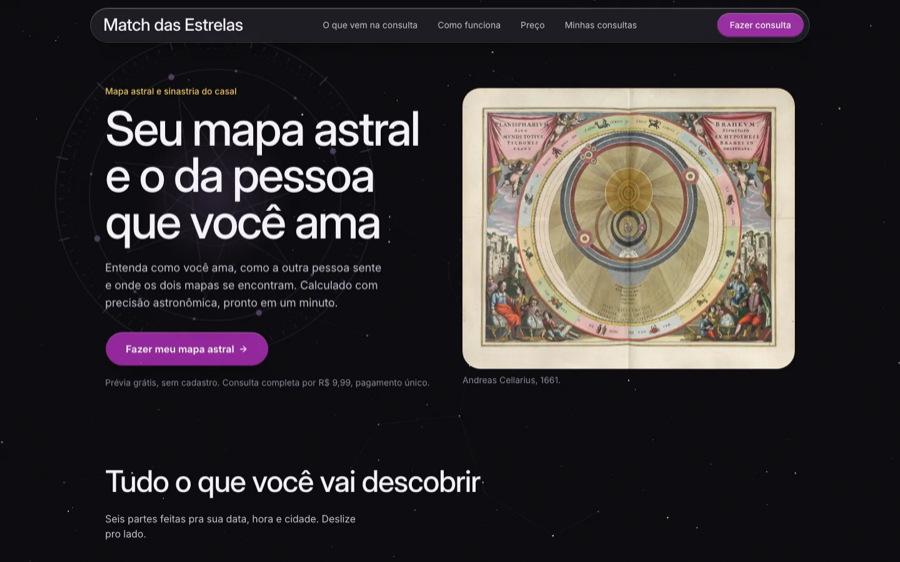 Match das Estrelas
O que vem na consulta
Como funciona
Preço
Minhas consultas
Fazer consulta
Mapa astral e sinastria do casal
Seu mapa astral
e o da pessoa
que você ama
Entenda como você ama, como a outra pessoa sente
e onde os dois mapas se encontram. Calculado com
precisão astronômica, pronto em um minuto.
Fazer meu mapa astral →
Prévia grátis, sem cadastro. Consulta completa por R$ 9,99, pagamento único.
PLANISPHÆRIVM
BRAHEVM
Andreas Cellarius, 1661.
Tudo o que você vai descobrir
Seis partes feitas pra sua data, hora e cidade. Deslize
pro lado.